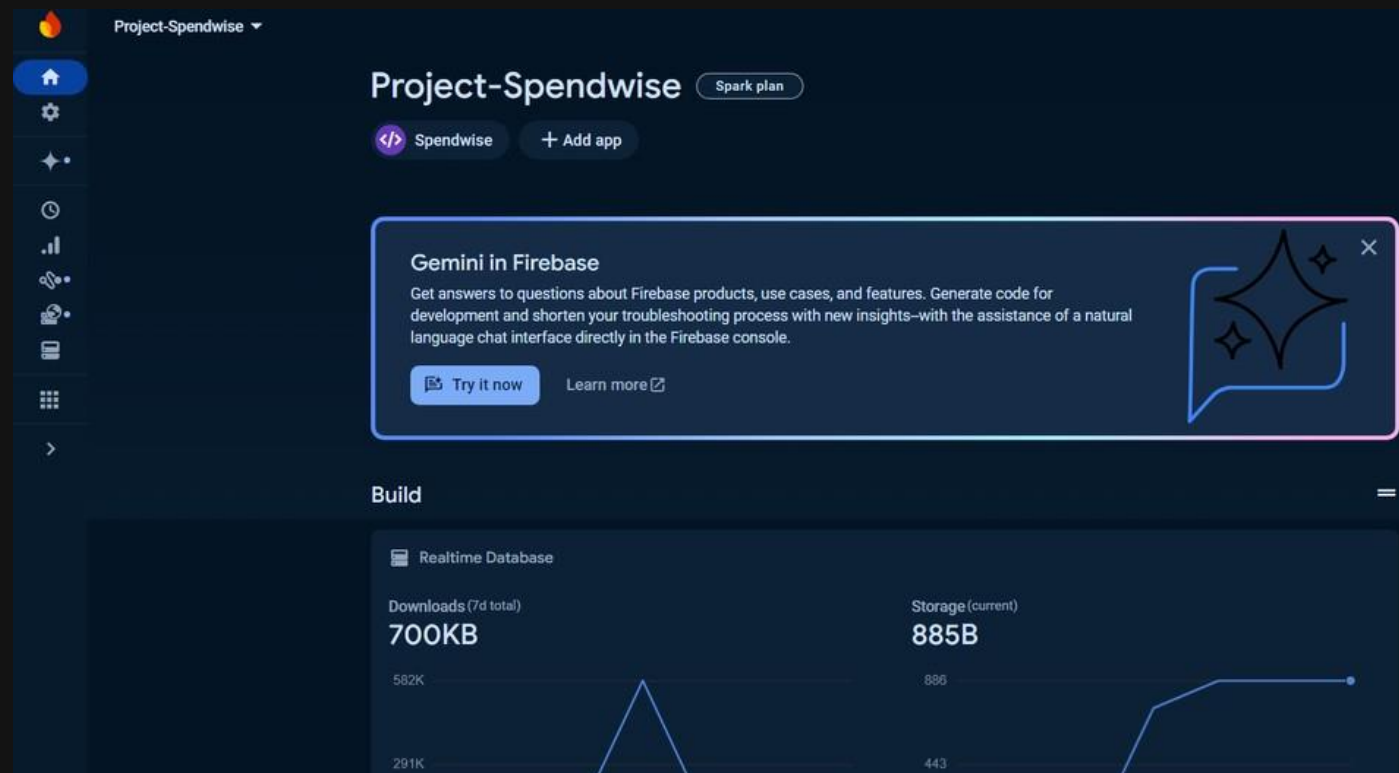 Project-Spendwise
Project-Spendwise Spark plan
</> Spendwise + Add app
Gemini in Firebase
Get answers to questions about Firebase products, use cases, and features. Generate code for
development and shorten your troubleshooting process with new insights–with the assistance of a natural
language chat interface directly in the Firebase console.
Try it now Learn more
Build
Realtime Database
Downloads (7d total) Storage (current)
700KB 885B
582K 886
291K 443